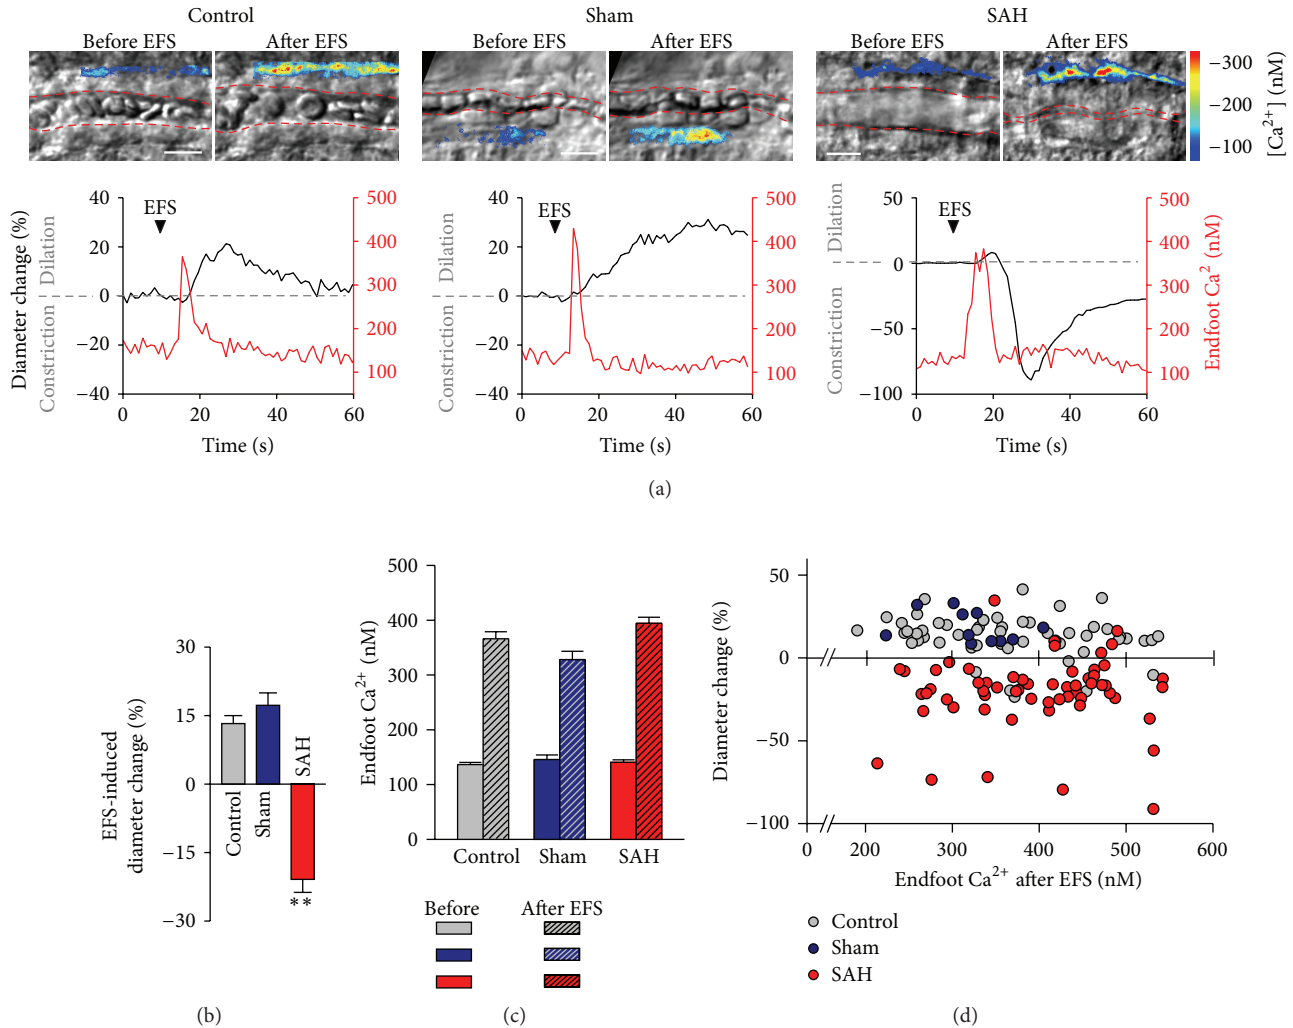 Control Sham SAH
Before EFS After EFS Before EFS After EFS Before EFS After EFS
−300
−200
−100
[Ca2+] (nM)
Diameter change (%)
Constriction Dilation
40
20
0
−20
−40
EFS
500
400
300
200
100
0 20 40 60
Time (s)
Constriction Dilation
40
20
0
−20
−40
EFS
500
400
300
200
100
0 20 40 60
Time (s)
Constriction Dilation
50
0
−50
−100
EFS
500
400
300
200
100
Endfoot Ca2 (nM)
0 20 40 60
Time (s)
(a)
EFS-induced
diameter change (%)
30
15
0
−15
−30
Control
Sham
SAH
**
(b)
Endfoot Ca2+ (nM)
500
400
300
200
100
0
Control Sham SAH
Before After EFS
(c)
Diameter change (%)
50
0
−50
−100
0 200 300 400 500 600
Endfoot Ca2+ after EFS (nM)
Control
Sham
SAH
(d)